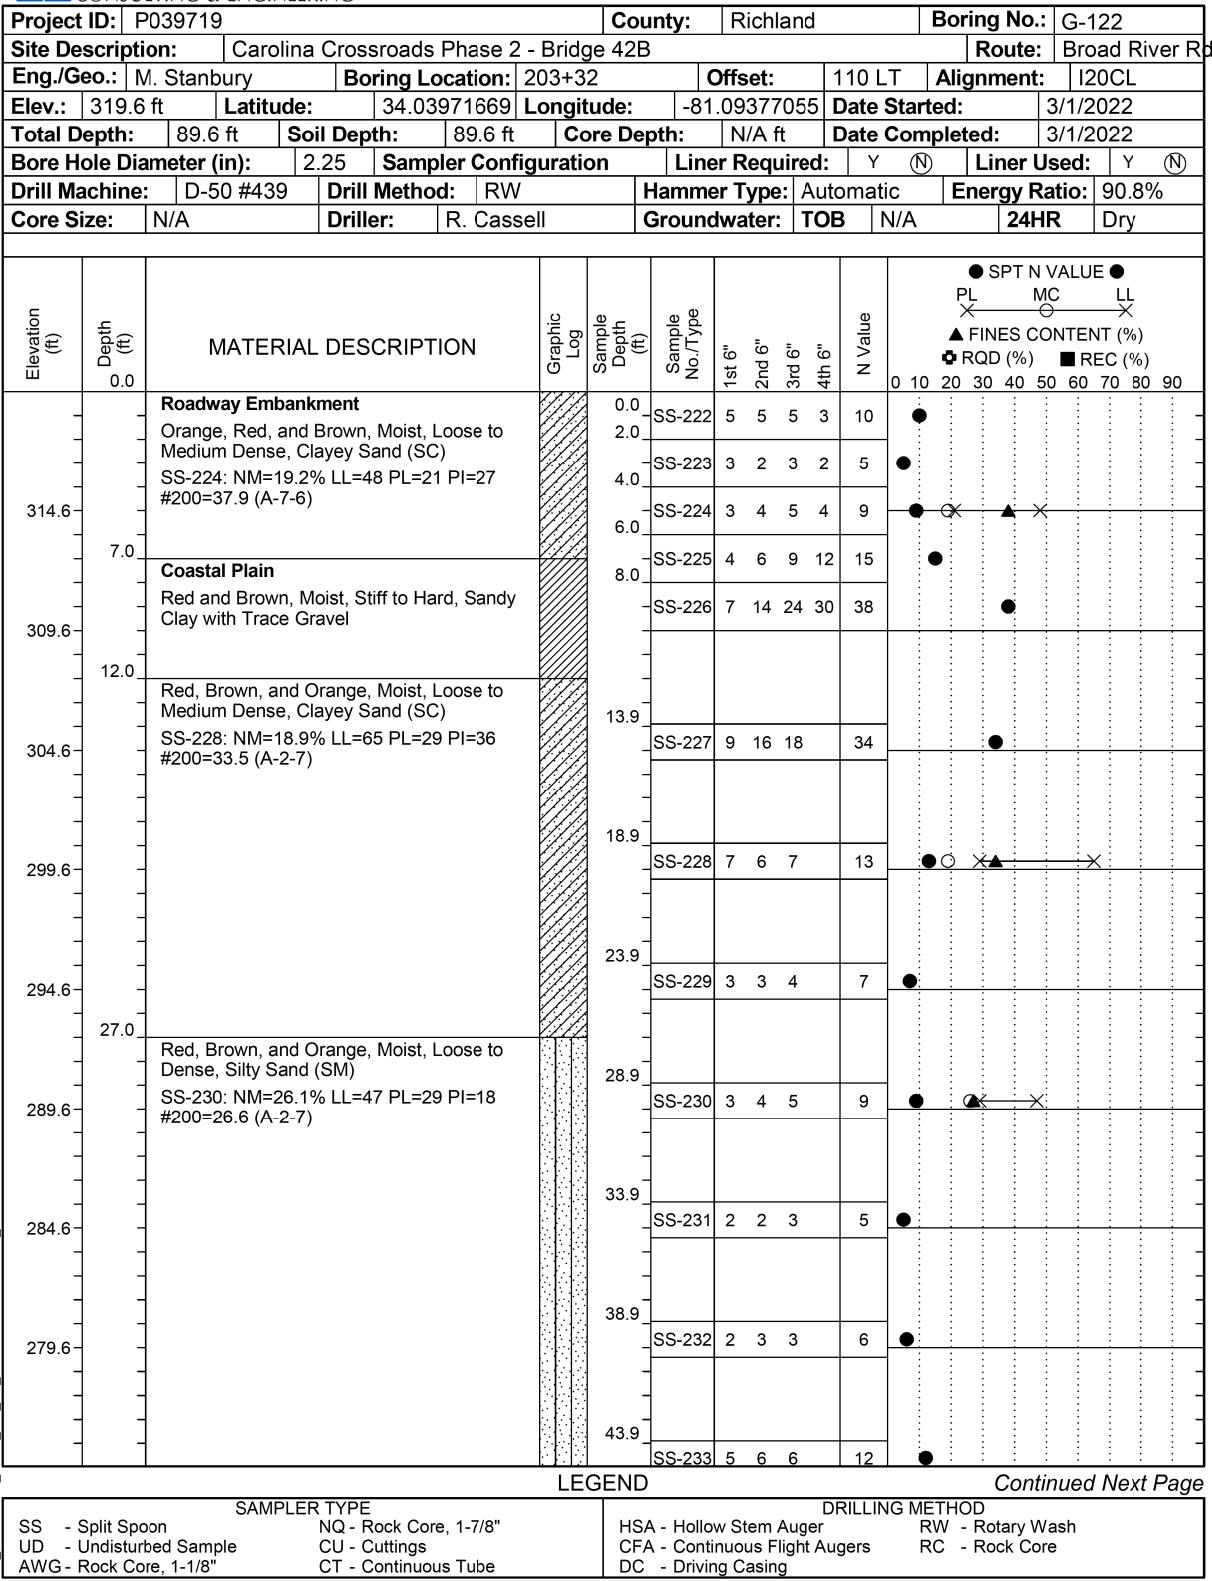 Project ID: P039719 County: Richland Boring No.: G-122
Site Description: Carolina Crossroads Phase 2 - Bridge 42B Route: Broad River Rd
Eng./Geo.: M. Stanbury Boring Location: 203+32 Offset: 110 LT Alignment: I20CL
Elev.: 319.6 ft Latitude: 34.03971669 Longitude: -81.09377055 Date Started: 3/1/2022
Total Depth: 89.6 ft Soil Depth: 89.6 ft Core Depth: N/A ft Date Completed: 3/1/2022
Bore Hole Diameter (in): 2.25 Sampler Configuration Liner Required: Y N Liner Used: Y N
Drill Machine: D-50 #439 Drill Method: RW Hammer Type: Automatic Energy Ratio: 90.8%
Core Size: N/A Driller: R. Cassell Groundwater: TOB N/A 24HR Dry
Elevation (ft)
Depth (ft)
0.0
MATERIAL DESCRIPTION
Graphic Log
Sample Depth (ft)
Sample No./Type
1st 6"
2nd 6"
3rd 6"
4th 6"
N Value
SPT N VALUE
PL MC LL
FINES CONTENT (%)
RQD (%) REC (%)
0 10 20 30 40 50 60 70 80 90
Roadway Embankment
Orange, Red, and Brown, Moist, Loose to
Medium Dense, Clayey Sand (SC)
SS-224: NM=19.2% LL=48 PL=21 PI=27
#200=37.9 (A-7-6)
0.0
SS-222 5 5 5 3 10
2.0
SS-223 3 2 3 2 5
4.0
314.6
SS-224 3 4 5 4 9
6.0
7.0
SS-225 4 6 9 12 15
Coastal Plain
Red and Brown, Moist, Stiff to Hard, Sandy
Clay with Trace Gravel
8.0
SS-226 7 14 24 30 38
309.6
12.0
Red, Brown, and Orange, Moist, Loose to
Medium Dense, Clayey Sand (SC)
SS-228: NM=18.9% LL=65 PL=29 PI=36
#200=33.5 (A-2-7)
13.9
SS-227 9 16 18 34
304.6
18.9
SS-228 7 6 7 13
299.6
23.9
SS-229 3 3 4 7
294.6
27.0
Red, Brown, and Orange, Moist, Loose to
Dense, Silty Sand (SM)
SS-230: NM=26.1% LL=47 PL=29 PI=18
#200=26.6 (A-2-7)
28.9
SS-230 3 4 5 9
289.6
33.9
SS-231 2 2 3 5
284.6
38.9
SS-232 2 3 3 6
279.6
43.9
SS-233 5 6 6 12
LEGEND
Continued Next Page
SAMPLER TYPE
SS - Split Spoon NQ - Rock Core, 1-7/8"
UD - Undisturbed Sample CU - Cuttings
AWG - Rock Core, 1-1/8" CT - Continuous Tube
DRILLING METHOD
HSA - Hollow Stem Auger RW - Rotary Wash
CFA - Continuous Flight Augers RC - Rock Core
DC - Driving Casing